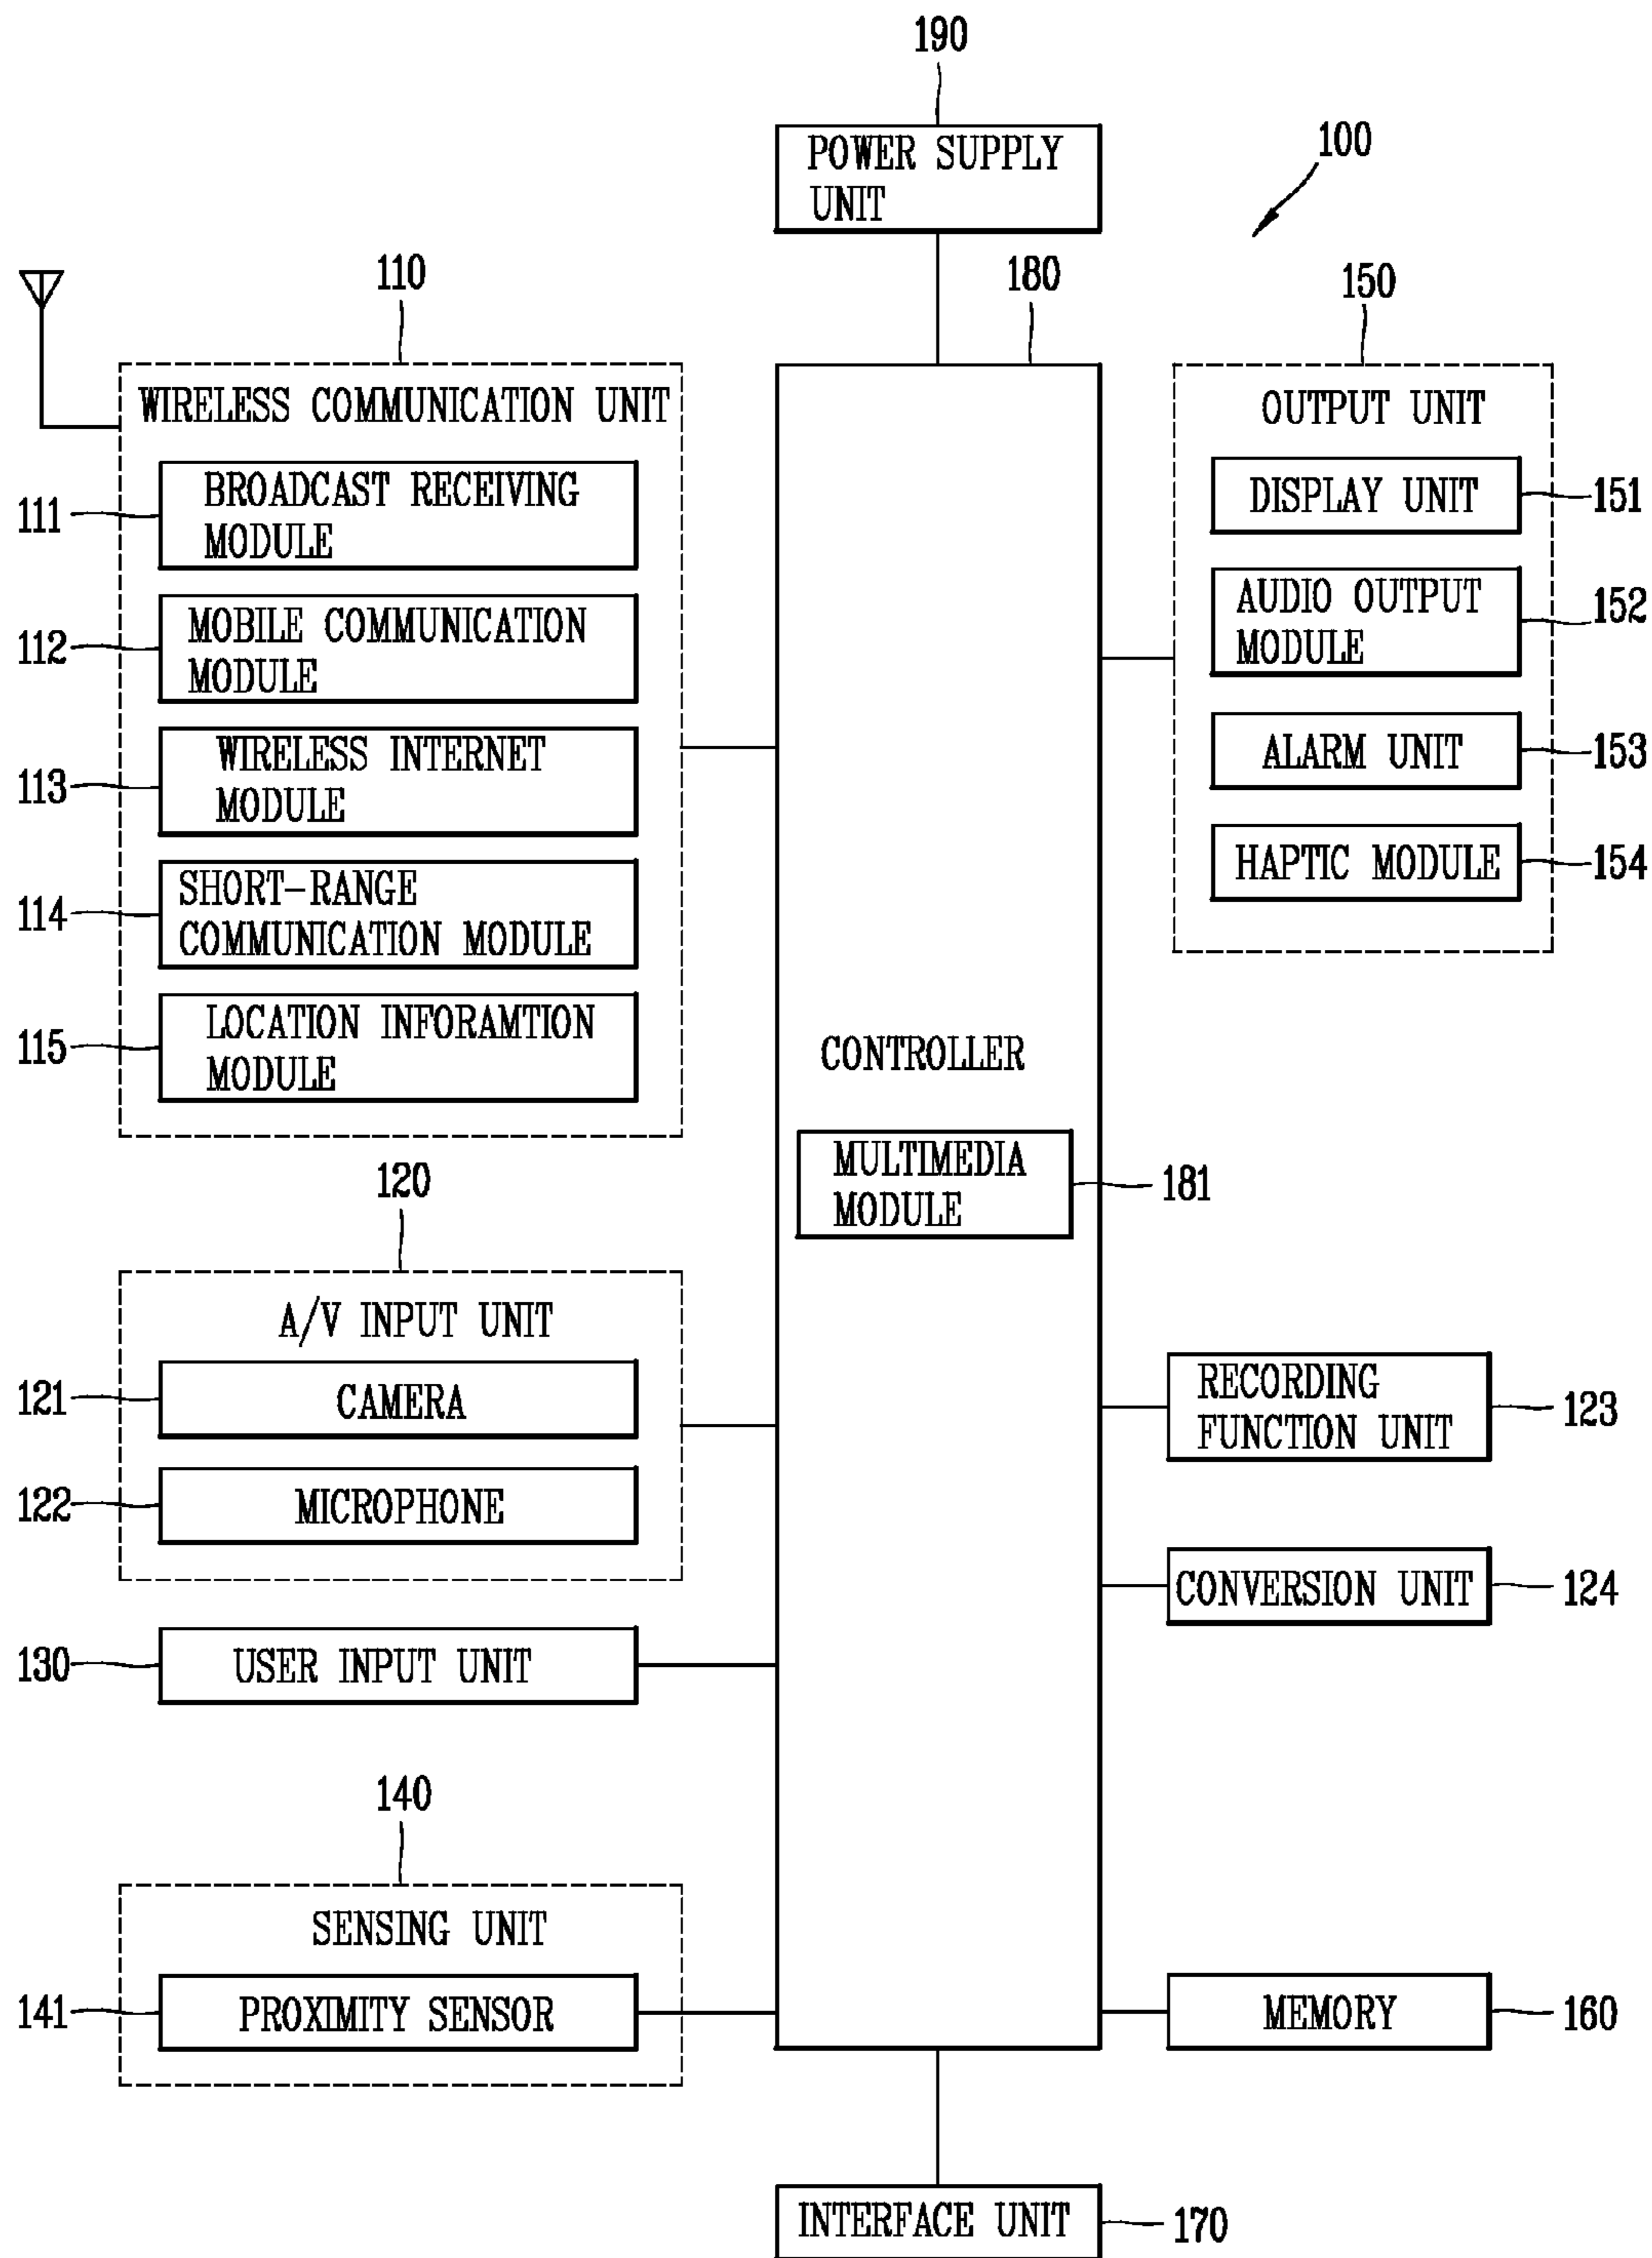 190
POWER SUPPLY
UNIT
100
110
180
150
WIRELESS COMMUNICATION UNIT
111
BROADCAST RECEIVING
MODULE
112
MOBILE COMMUNICATION
MODULE
113
WIRELESS INTERNET
MODULE
114
SHORT-RANGE
COMMUNICATION MODULE
115
LOCATION INFORAMTION
MODULE
OUTPUT UNIT
DISPLAY UNIT
151
AUDIO OUTPUT
MODULE
152
ALARM UNIT
153
HAPTIC MODULE
154
CONTROLLER
MULTIMEDIA
MODULE
181
120
A/V INPUT UNIT
121
CAMERA
122
MICROPHONE
RECORDING
FUNCTION UNIT
123
CONVERSION UNIT
124
130
USER INPUT UNIT
140
SENSING UNIT
141
PROXIMITY SENSOR
MEMORY
160
INTERFACE UNIT
170